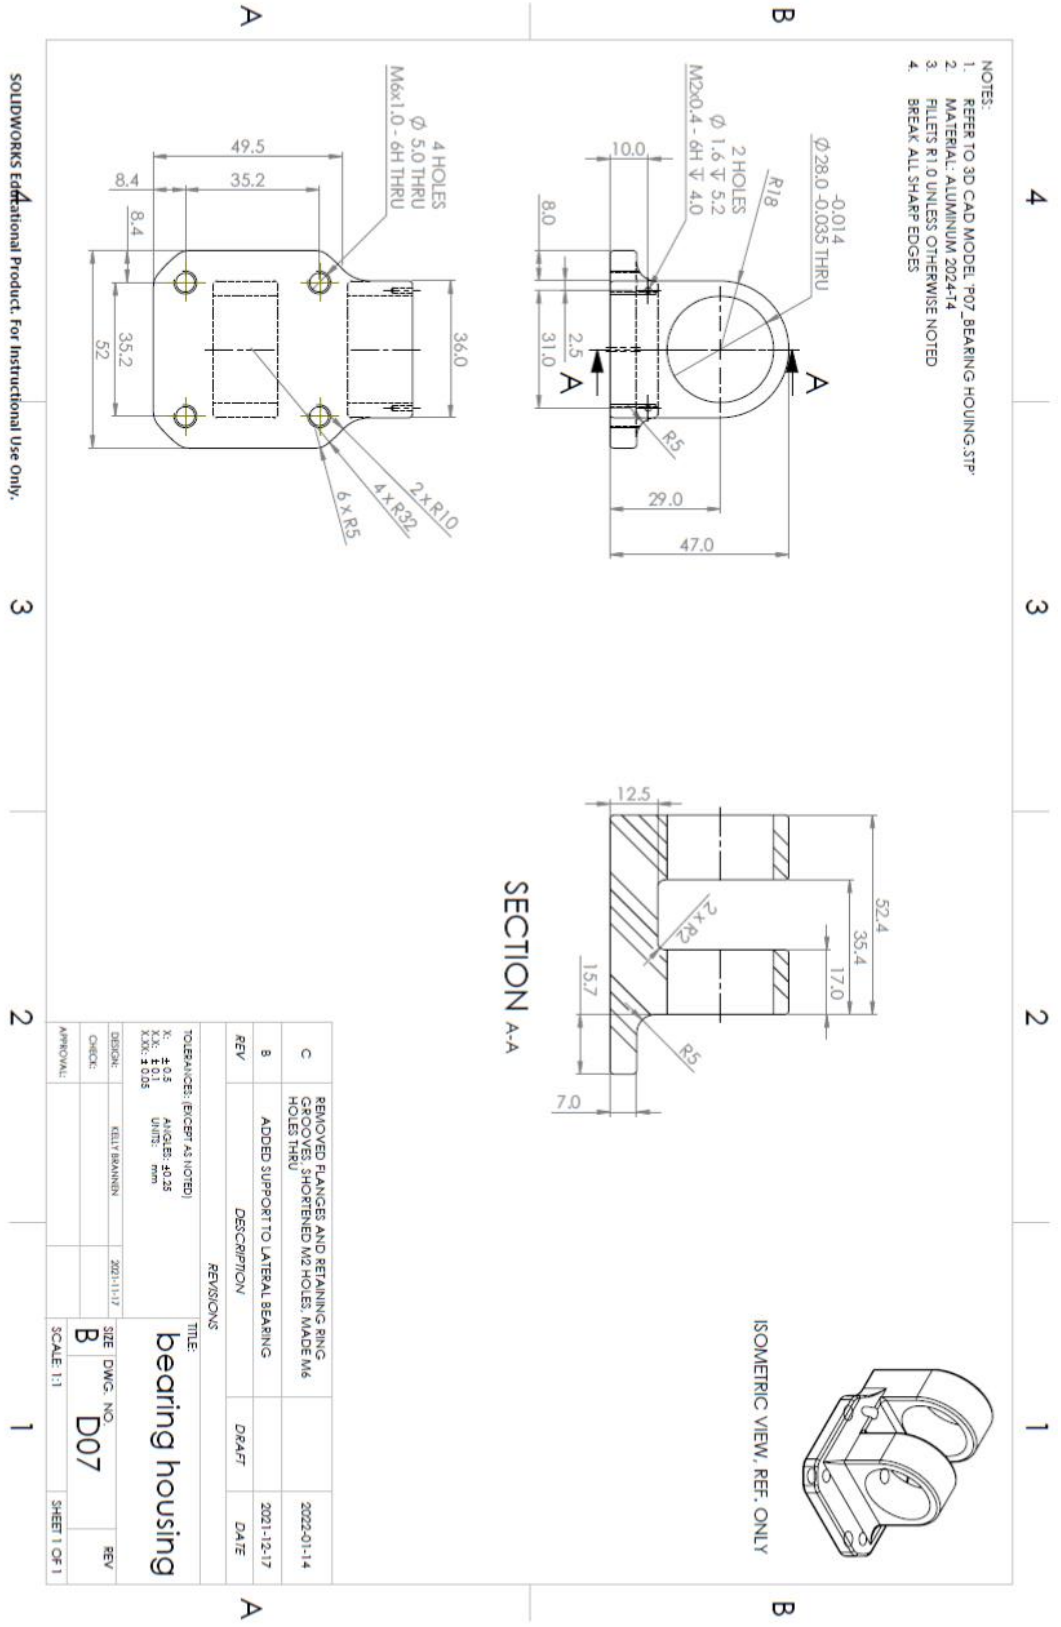 4
3
2
1
B
A
NOTES:
1. REFER TO 3D CAD MODEL 'P07_BEARING HOUING.STP'
2. MATERIAL: ALUMINUM 2024-T4
3. FILLETS R1.0 UNLESS OTHERWISE NOTED
4. BREAK ALL SHARP EDGES
Ø 28.0 -0.014 -0.035 THRU
R18
2 HOLES
Ø 1.6 ↧ 5.2
M2x0.4 - 6H ↧ 4.0
10.0
8.0
2.5
31.0
A
A
R5
29.0
47.0
52.4
35.4
17.0
12.5
2 x R2
15.7
R5
7.0
SECTION A-A
ISOMETRIC VIEW, REF. ONLY
4 HOLES
Ø 5.0 THRU
M6x1.0 - 6H THRU
49.5
35.2
8.4
8.4
35.2
52
36.0
2 x R10
4 x R32
6 x R5
C REMOVED FLANGES AND RETAINING RING
GROOVES, SHORTENED M2 HOLES, MADE M6
HOLES THRU 2022-01-14
B ADDED SUPPORT TO LATERAL BEARING 2021-12-17
REV DESCRIPTION DRAFT DATE
REVISIONS
TOLERANCES: (EXCEPT AS NOTED)
X: ± 0.5 ANGLES: ±0.25
X.X: ± 0.1 UNITS: mm
X.XX: ± 0.05
TITLE:
bearing housing
DESIGN: KELLY BRANNEN 2021-11-17
CHECK:
APPROVAL:
SIZE DWG. NO. REV
B D07
SCALE: 1:1 SHEET 1 OF 1
B
A
4
3
2
1
SOLIDWORKS Educational Product. For Instructional Use Only.